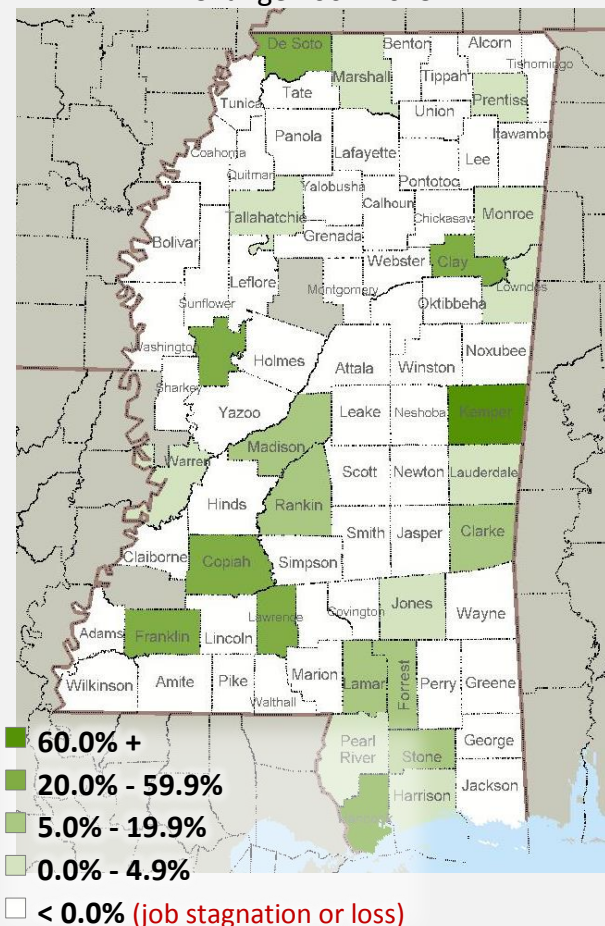 De Soto
Benton
Alcorn
Marshall
Tippah
Tishomingo
Tate
Tunica
Prentiss
Union
Panola
Lafayette
Itawamba
Coahoma
Lee
Quitman
Pontotoc
Yalobusha
Calhoun
Chickasaw
Monroe
Tallahatchie
Grenada
Bolivar
Webster
Clay
Leflore
Montgomery
Lowndes
Sunflower
Oktibbeha
Washington
Holmes
Attala
Winston
Noxubee
Sharkey
Yazoo
Leake
Neshoba
Kemper
Madison
Warren
Scott
Newton
Lauderdale
Hinds
Rankin
Smith
Jasper
Clarke
Claiborne
Copiah
Simpson
Jones
Covington
Wayne
Adams
Franklin
Lincoln
Lawrence
Wilkinson
Amite
Pike
Walthall
Marion
Lamar
Forrest
Perry
Greene
Pearl
River
Stone
George
Harrison
Jackson
60.0% +
20.0% - 59.9%
5.0% - 19.9%
0.0% - 4.9%
< 0.0% (job stagnation or loss)